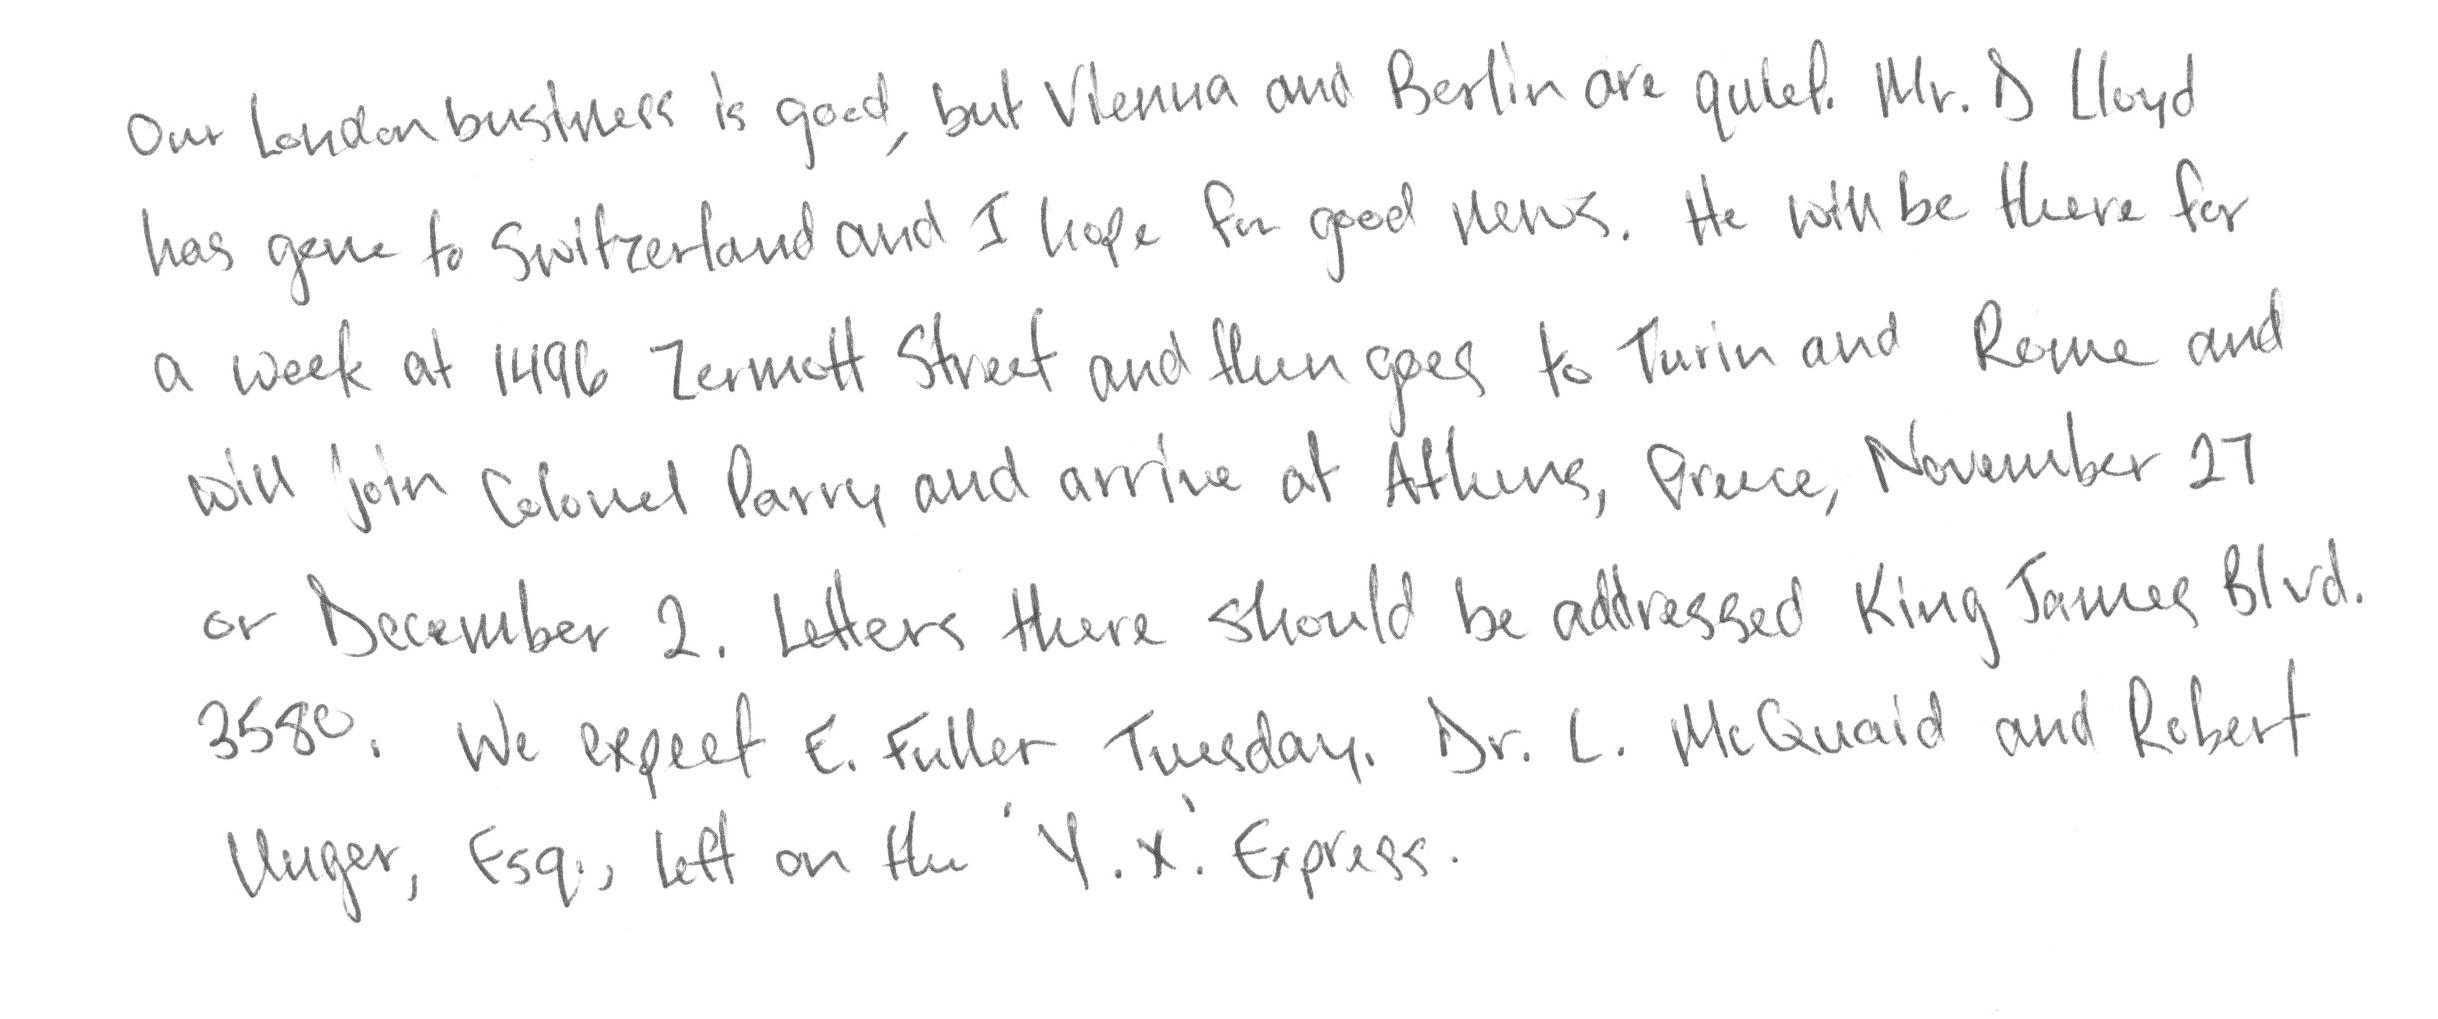 Our London business is good, but Vienna and Berlin are quiet. Mr. D Lloyd
has gone to Switzerland and I hope for good news. He will be there for
a week at 1496 Zermott Street and then goes to Turin and Rome and
will join Colonel Parry and arrive at Athens, Greece, November 27
or December 2. Letters there should be addressed King James Blvd.
3580. We expect E. Fuller Tuesday. Dr. L. McQuaid and Robert
Unger, Esq., left on the 'Y.X.' Express.